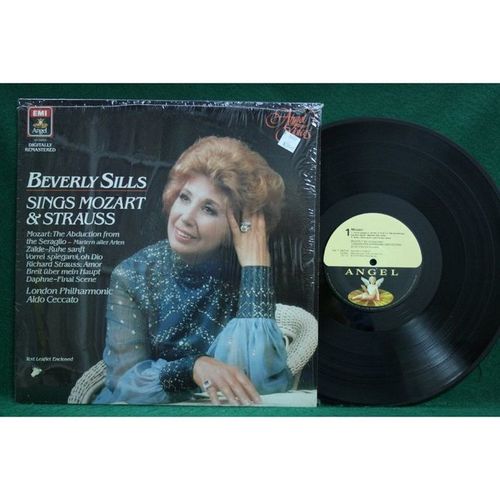 EMI
Angel
DIGITALLY
REMASTERED
Angel
Voices
BEVERLY SILLS
SINGS MOZART
& STRAUSS
Mozart: The Abduction from
the Seraglio – Martern aller Arten
Zaïde–Ruhe sanft
Vorrei spiegarvi, oh Dio
Richard Strauss: Amor
Breit über mein Haupt
Daphne–Final Scene
London Philharmonic
Aldo Ceccato
Text Leaflet Enclosed
1
Mozart
ANGEL